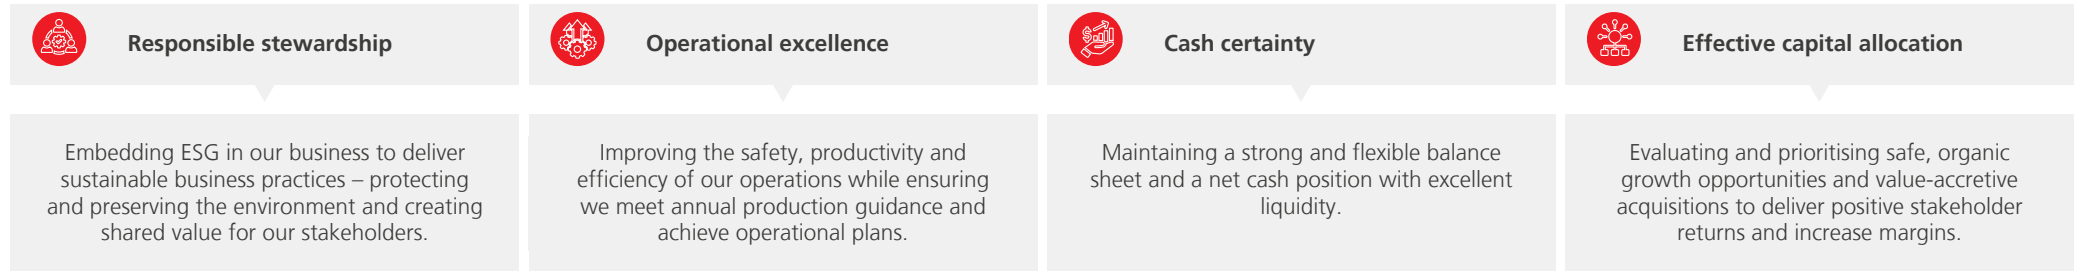 Responsible stewardship
Embedding ESG in our business to deliver
sustainable business practices – protecting
and preserving the environment and creating
shared value for our stakeholders.
Operational excellence
Improving the safety, productivity and
efficiency of our operations while ensuring
we meet annual production guidance and
achieve operational plans.
Cash certainty
Maintaining a strong and flexible balance
sheet and a net cash position with excellent
liquidity.
Effective capital allocation
Evaluating and prioritising safe, organic
growth opportunities and value-accretive
acquisitions to deliver positive stakeholder
returns and increase margins.